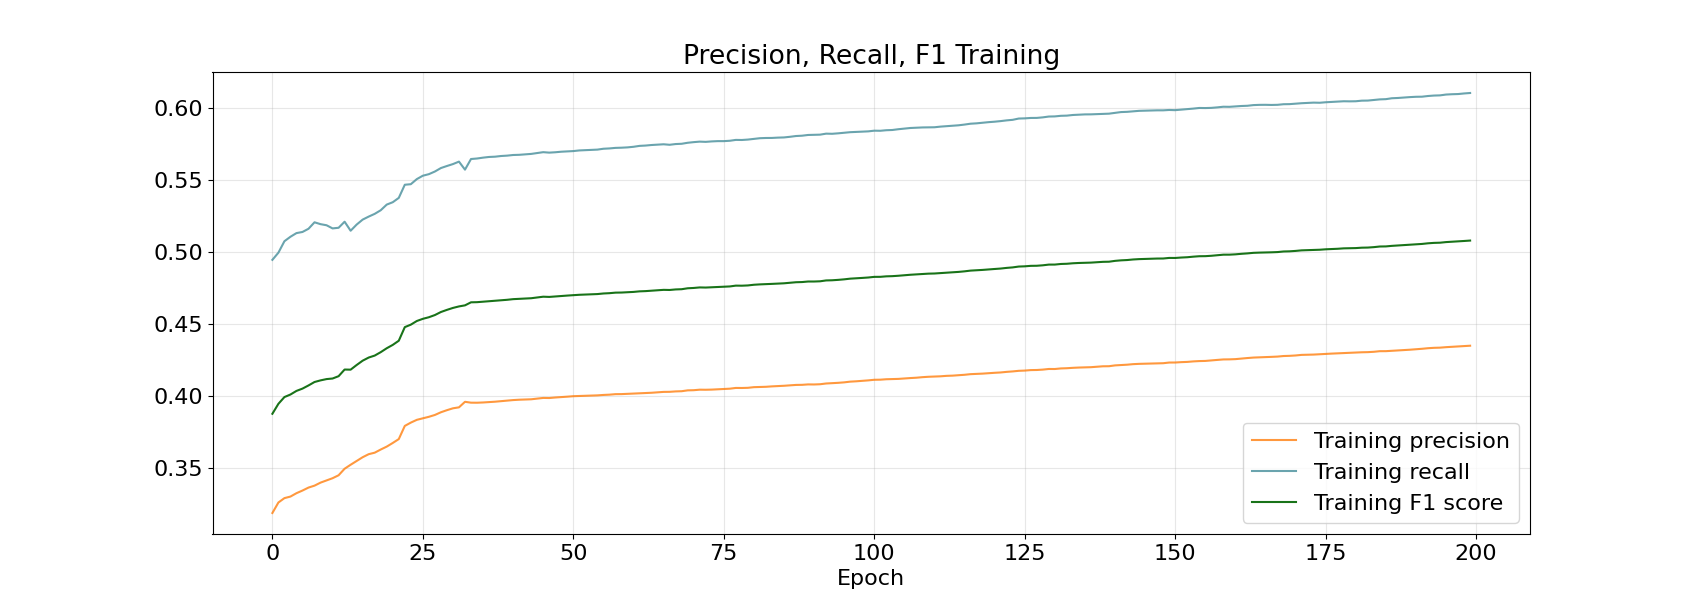 Precision, Recall, F1 Training
0.60
0.55
0.50
0.45
0.40
0.35
Training precision
Training recall
Training F1 score
0 25 50 75 100 125 150 175 200
Epoch